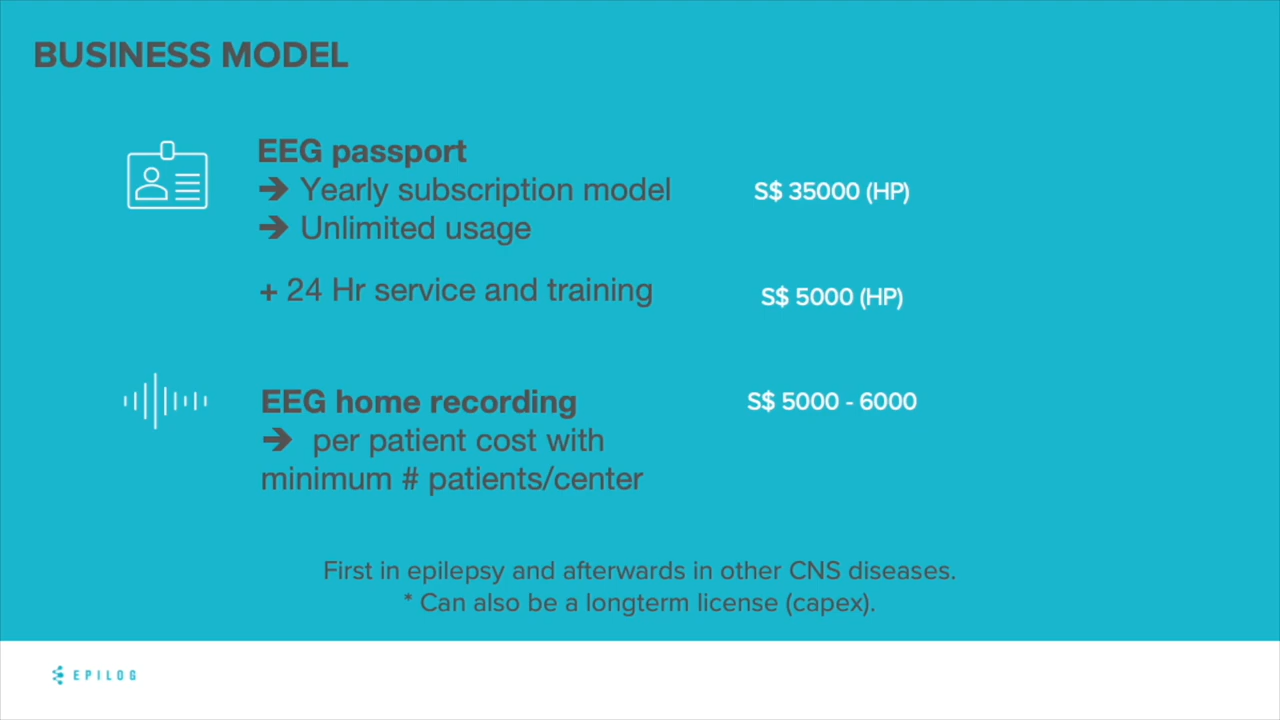 BUSINESS MODEL
EEG passport
➔ Yearly subscription model
S$ 35000 (HP)
➔ Unlimited usage
+ 24 Hr service and training
S$ 5000 (HP)
EEG home recording
S$ 5000 - 6000
➔ per patient cost with
minimum # patients/center
First in epilepsy and afterwards in other CNS diseases.
* Can also be a longterm license (capex).
EPILOG